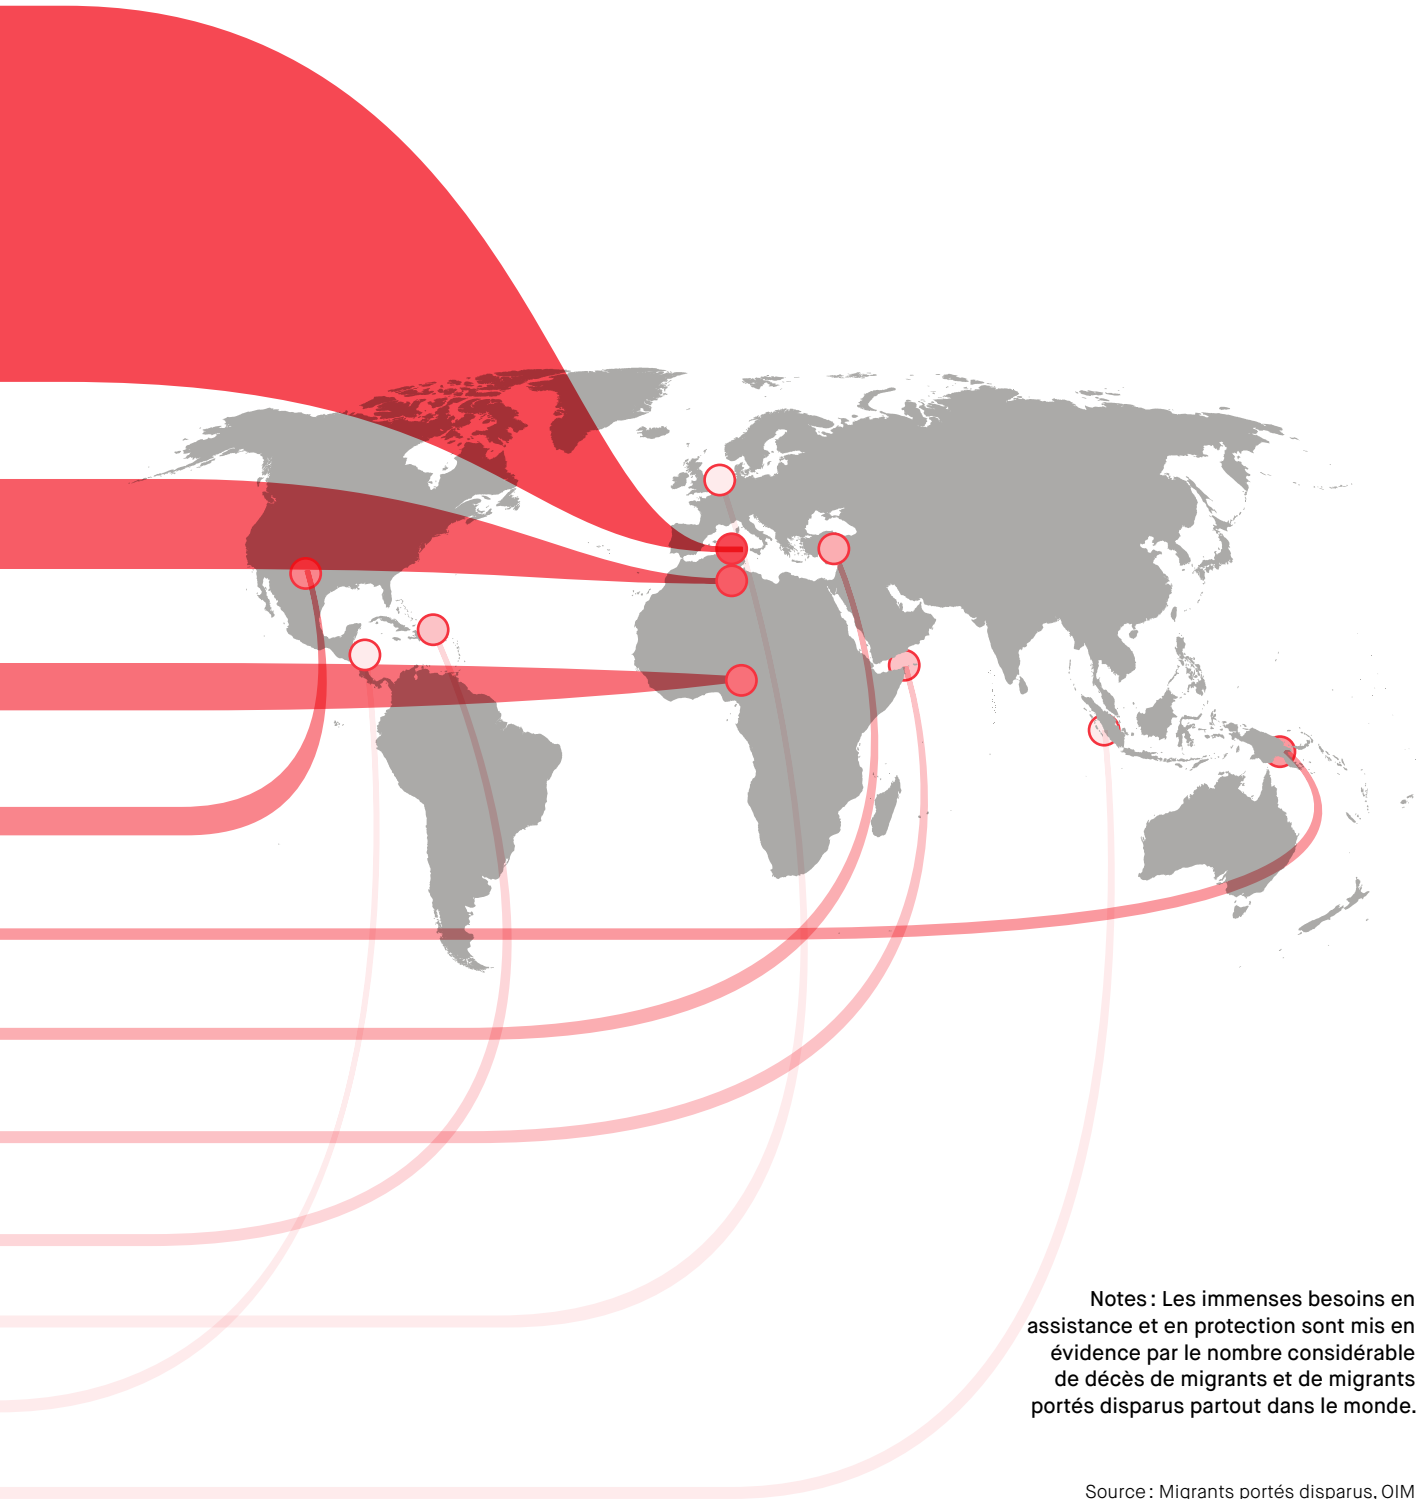 Notes : Les immenses besoins en
assistance et en protection sont mis en
évidence par le nombre considérable
de décès de migrants et de migrants
portés disparus partout dans le monde.
Source : Migrants portés disparus, OIM